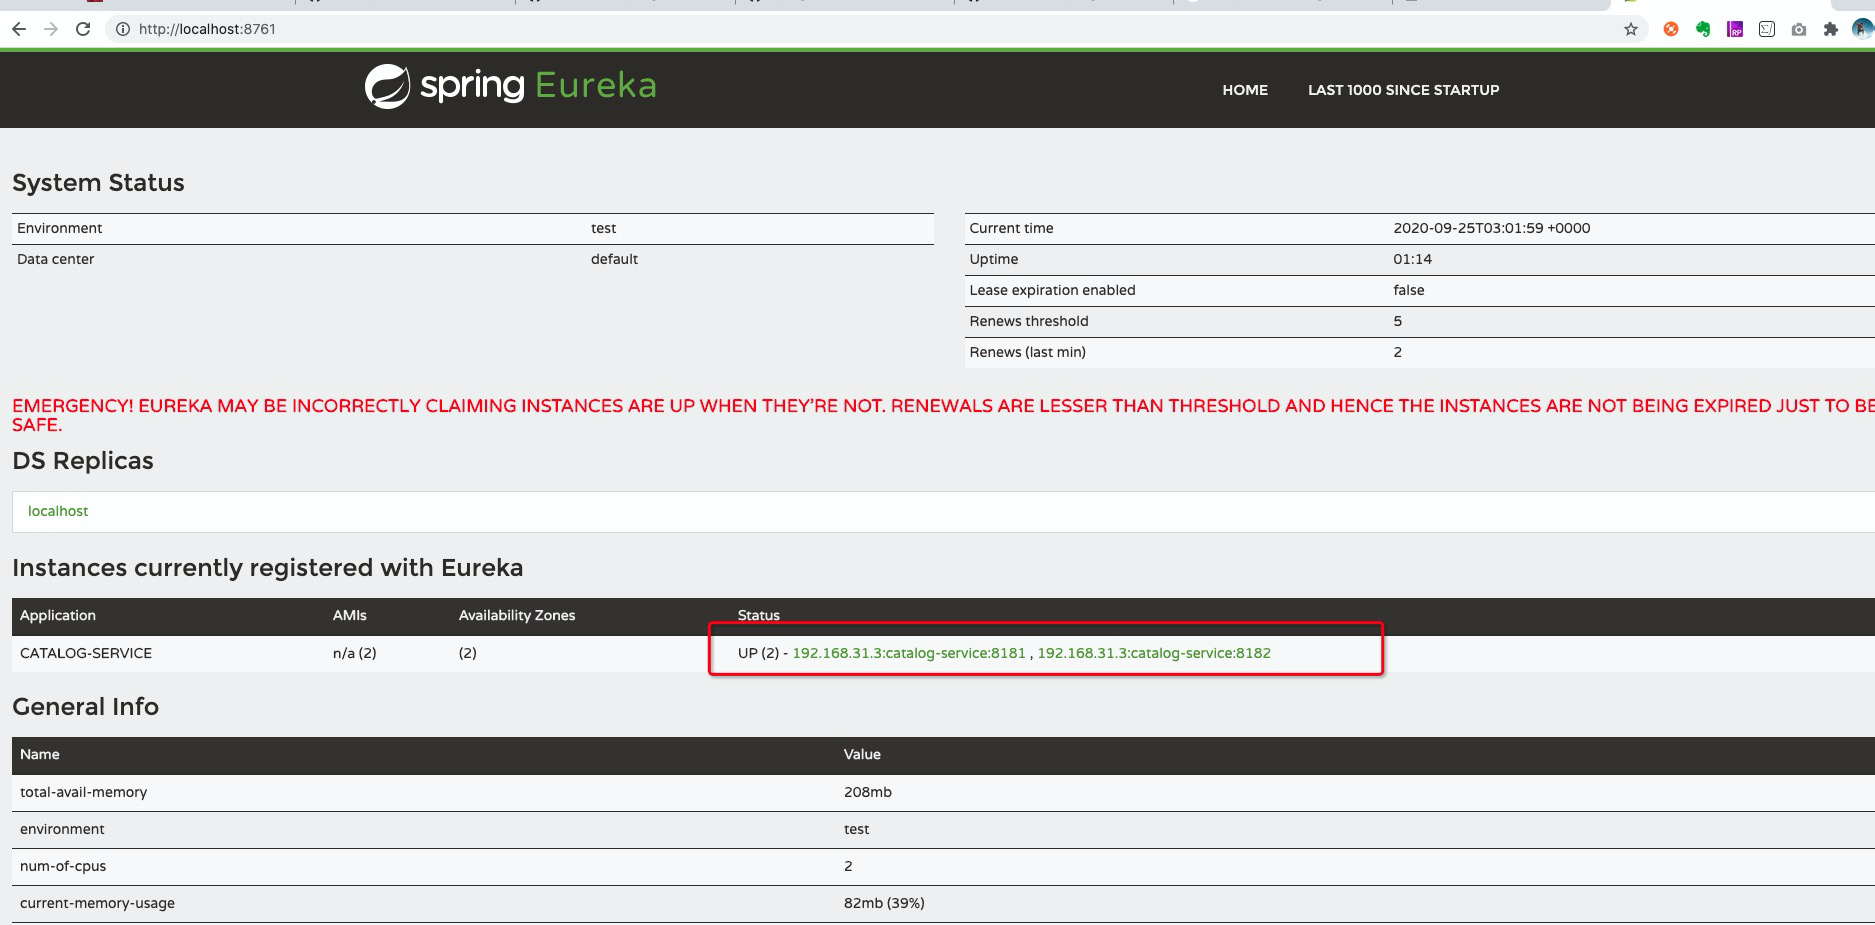 http://localhost:8761
spring Eureka
HOME LAST 1000 SINCE STARTUP
System Status
Environment test
Data center default
Current time 2020-09-25T03:01:59 +0000
Uptime 01:14
Lease expiration enabled false
Renews threshold 5
Renews (last min) 2
EMERGENCY! EUREKA MAY BE INCORRECTLY CLAIMING INSTANCES ARE UP WHEN THEY'RE NOT. RENEWALS ARE LESSER THAN THRESHOLD AND HENCE THE INSTANCES ARE NOT BEING EXPIRED JUST TO BE
SAFE.
DS Replicas
localhost
Instances currently registered with Eureka
Application AMIs Availability Zones Status
CATALOG-SERVICE n/a (2) (2) UP (2) - 192.168.31.3:catalog-service:8181 , 192.168.31.3:catalog-service:8182
General Info
Name Value
total-avail-memory 208mb
environment test
num-of-cpus 2
current-memory-usage 82mb (39%)